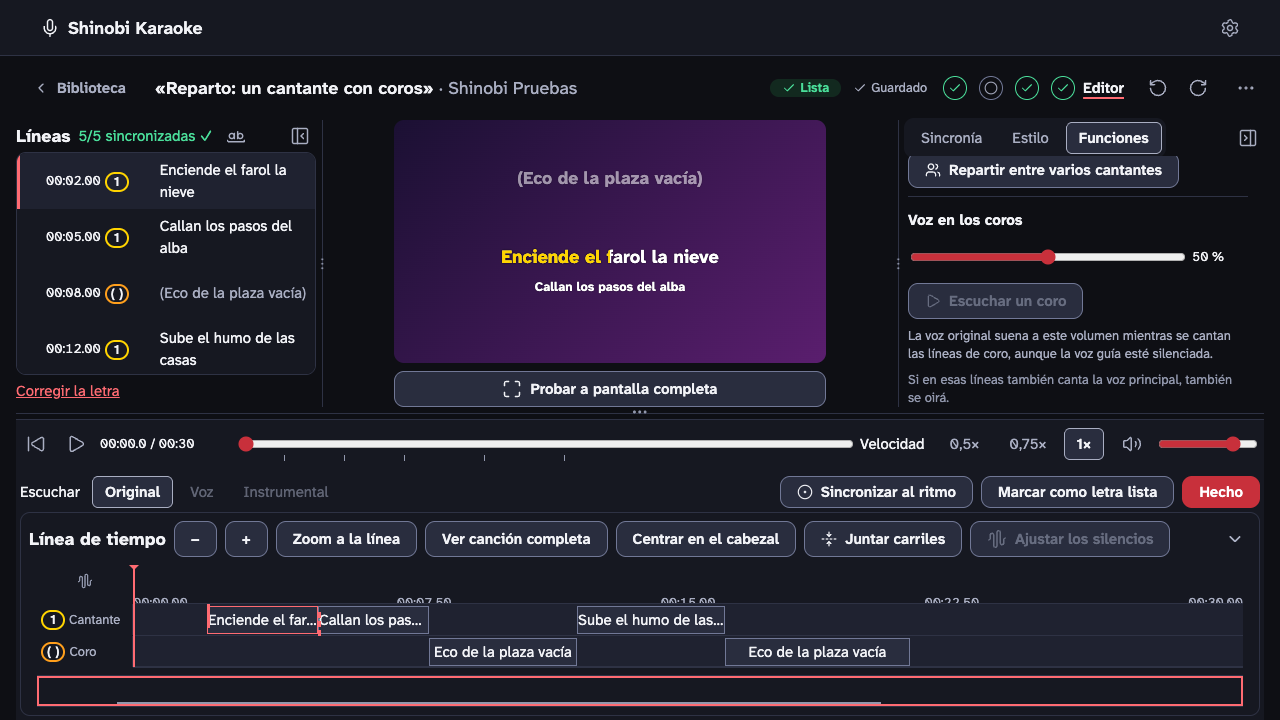 Shinobi Karaoke
Biblioteca
«Reparto: un cantante con coros» · Shinobi Pruebas
Lista
Guardado
Editor
Líneas 5/5 sincronizadas
ab
00:02.00 1 Enciende el farol la
nieve
00:05.00 1 Callan los pasos del
alba
00:08.00 ( ) (Eco de la plaza vacía)
00:12.00 1 Sube el humo de las
casas
Corregir la letra
(Eco de la plaza vacía)
Enciende el farol la nieve
Callan los pasos del alba
Probar a pantalla completa
Sincronía
Estilo
Funciones
Repartir entre varios cantantes
Voz en los coros
50 %
Escuchar un coro
La voz original suena a este volumen mientras se cantan
las líneas de coro, aunque la voz guía esté silenciada.
Si en esas líneas también canta la voz principal, también
se oirá.
00:00.0 / 00:30
Velocidad
0,5×
0,75×
1×
Escuchar
Original
Voz
Instrumental
Sincronizar al ritmo
Marcar como letra lista
Hecho
Línea de tiempo
−
+
Zoom a la línea
Ver canción completa
Centrar en el cabezal
Juntar carriles
Ajustar los silencios
00:00.00
00:07.50
00:15.00
00:22.50
00:30.00
1 Cantante
Enciende el far...
Callan los pas...
Sube el humo de las...
( ) Coro
Eco de la plaza vacía
Eco de la plaza vacía